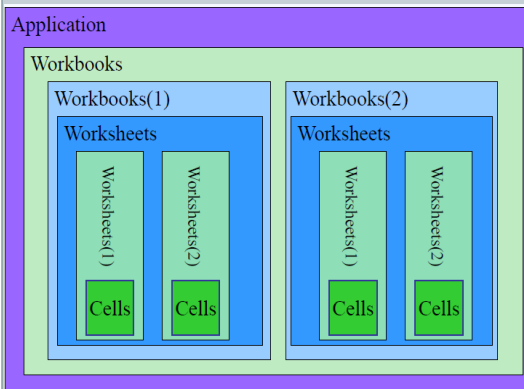 Application
Workbooks
Workbooks(1)
Worksheets
Worksheets(1)
Cells
Worksheets(2)
Cells
Workbooks(2)
Worksheets
Worksheets(1)
Cells
Worksheets(2)
Cells